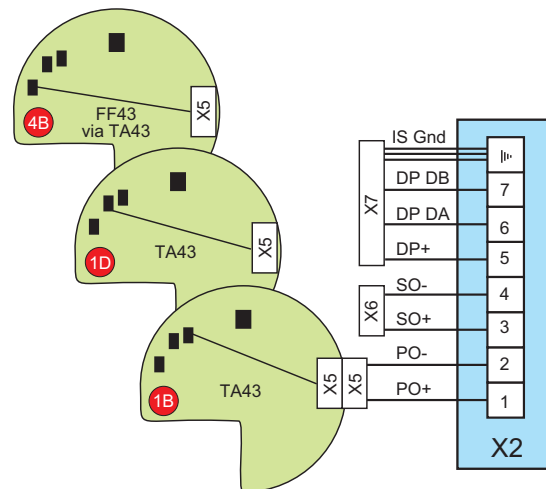 FF43
via TA43
X5
4B
TA43
X5
1D
TA43
X5
X5
1B
IS Gnd
DP DB
7
X7
DP DA
6
DP+
5
SO-
4
X6
SO+
3
PO-
2
PO+
1
X2